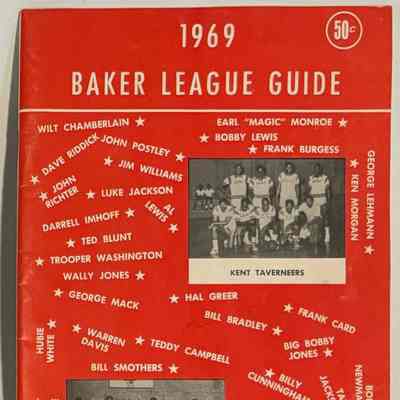 1969
50¢
BAKER LEAGUE GUIDE
WILT CHAMBERLAIN
EARL "MAGIC" MONROE
BOBBY LEWIS
FRANK BURGESS
DAVE RIDDICK
JOHN POSTLEY
JIM WILLIAMS
GEORGE LEHMANN
KEN MORGAN
JOHN
RICHTER
LUKE JACKSON
AL
LEWIS
DARRELL IMHOFF
TED BLUNT
TROOPER WASHINGTON
WALLY JONES
KENT TAVERNEERS
GEORGE MACK
HAL GREER
FRANK CARD
BILL BRADLEY
HUBIE
WHITE
WARREN
DAVIS
TEDDY CAMPBELL
BIG BOBBY
JONES
BILL SMOTHERS
BILLY
CUNNINGHAM